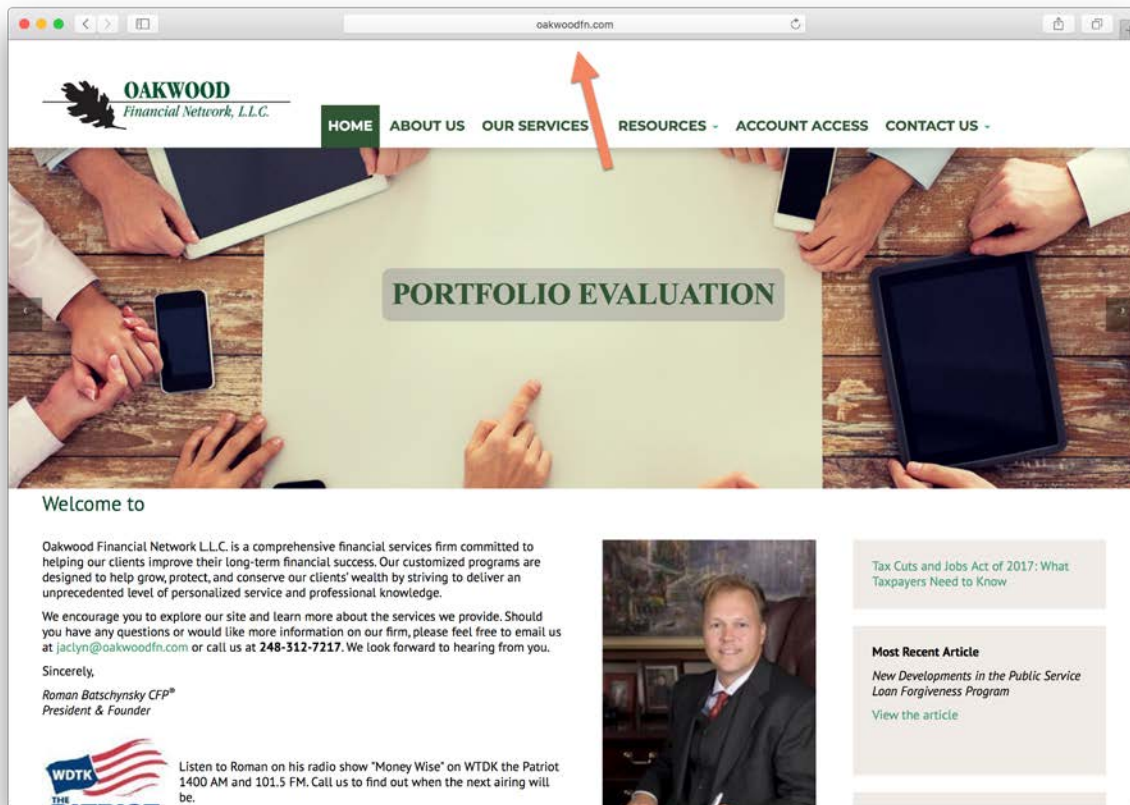 oakwoodfn.com
OAKWOOD
Financial Network, L.L.C.
HOME ABOUT US OUR SERVICES RESOURCES ACCOUNT ACCESS CONTACT US
PORTFOLIO EVALUATION
Welcome to
Oakwood Financial Network L.L.C. is a comprehensive financial services firm committed to
helping our clients improve their long-term financial success. Our customized programs are
designed to help grow, protect, and conserve our clients' wealth by striving to deliver an
unprecedented level of personalized service and professional knowledge.
We encourage you to explore our site and learn more about the services we provide. Should
you have any questions or would like more information on our firm, please feel free to email us
at jaclyn@oakwoodfn.com or call us at 248-312-7217. We look forward to hearing from you.
Sincerely,
Roman Batschynsky CFP®
President & Founder
WDTK
THE
PATRIOT
Listen to Roman on his radio show "Money Wise" on WTDK the Patriot
1400 AM and 101.5 FM. Call us to find out when the next airing will
be.
Tax Cuts and Jobs Act of 2017: What
Taxpayers Need to Know
Most Recent Article
New Developments in the Public Service
Loan Forgiveness Program
View the article